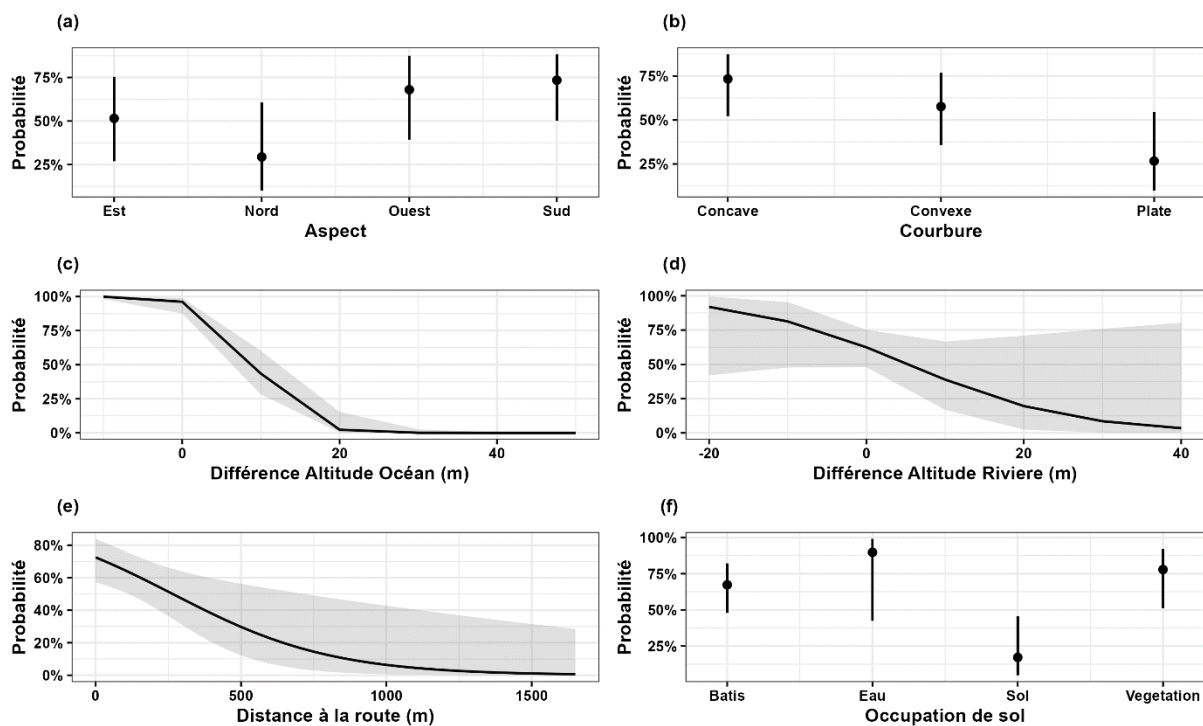 (a)
Probabilité
75%
50%
25%
Est Nord Ouest Sud
Aspect
(b)
Probabilité
75%
50%
25%
Concave Convexe Plate
Courbure
(c)
Probabilité
100%
75%
50%
25%
0%
0 20 40
Différence Altitude Océan (m)
(d)
Probabilité
100%
75%
50%
25%
0%
-20 0 20 40
Différence Altitude Riviere (m)
(e)
Probabilité
80%
60%
40%
20%
0%
0 500 1000 1500
Distance à la route (m)
(f)
Probabilité
100%
75%
50%
25%
Batis Eau Sol Vegetation
Occupation de sol